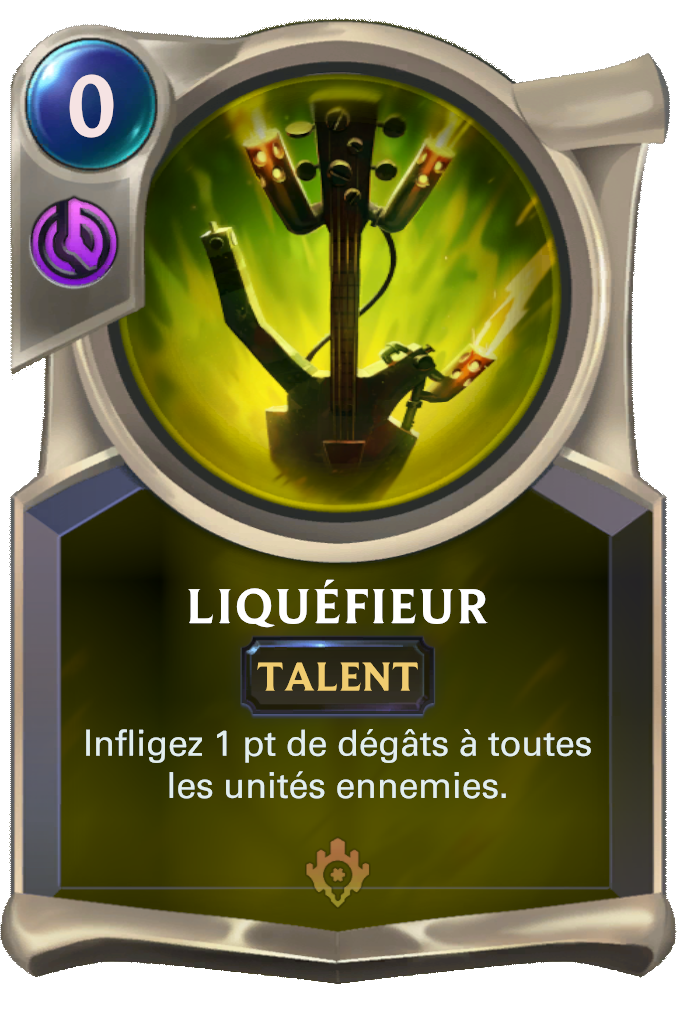 0
LIQUÉFIEUR
TALENT
Infligez 1 pt de dégâts à toutes
les unités ennemies.